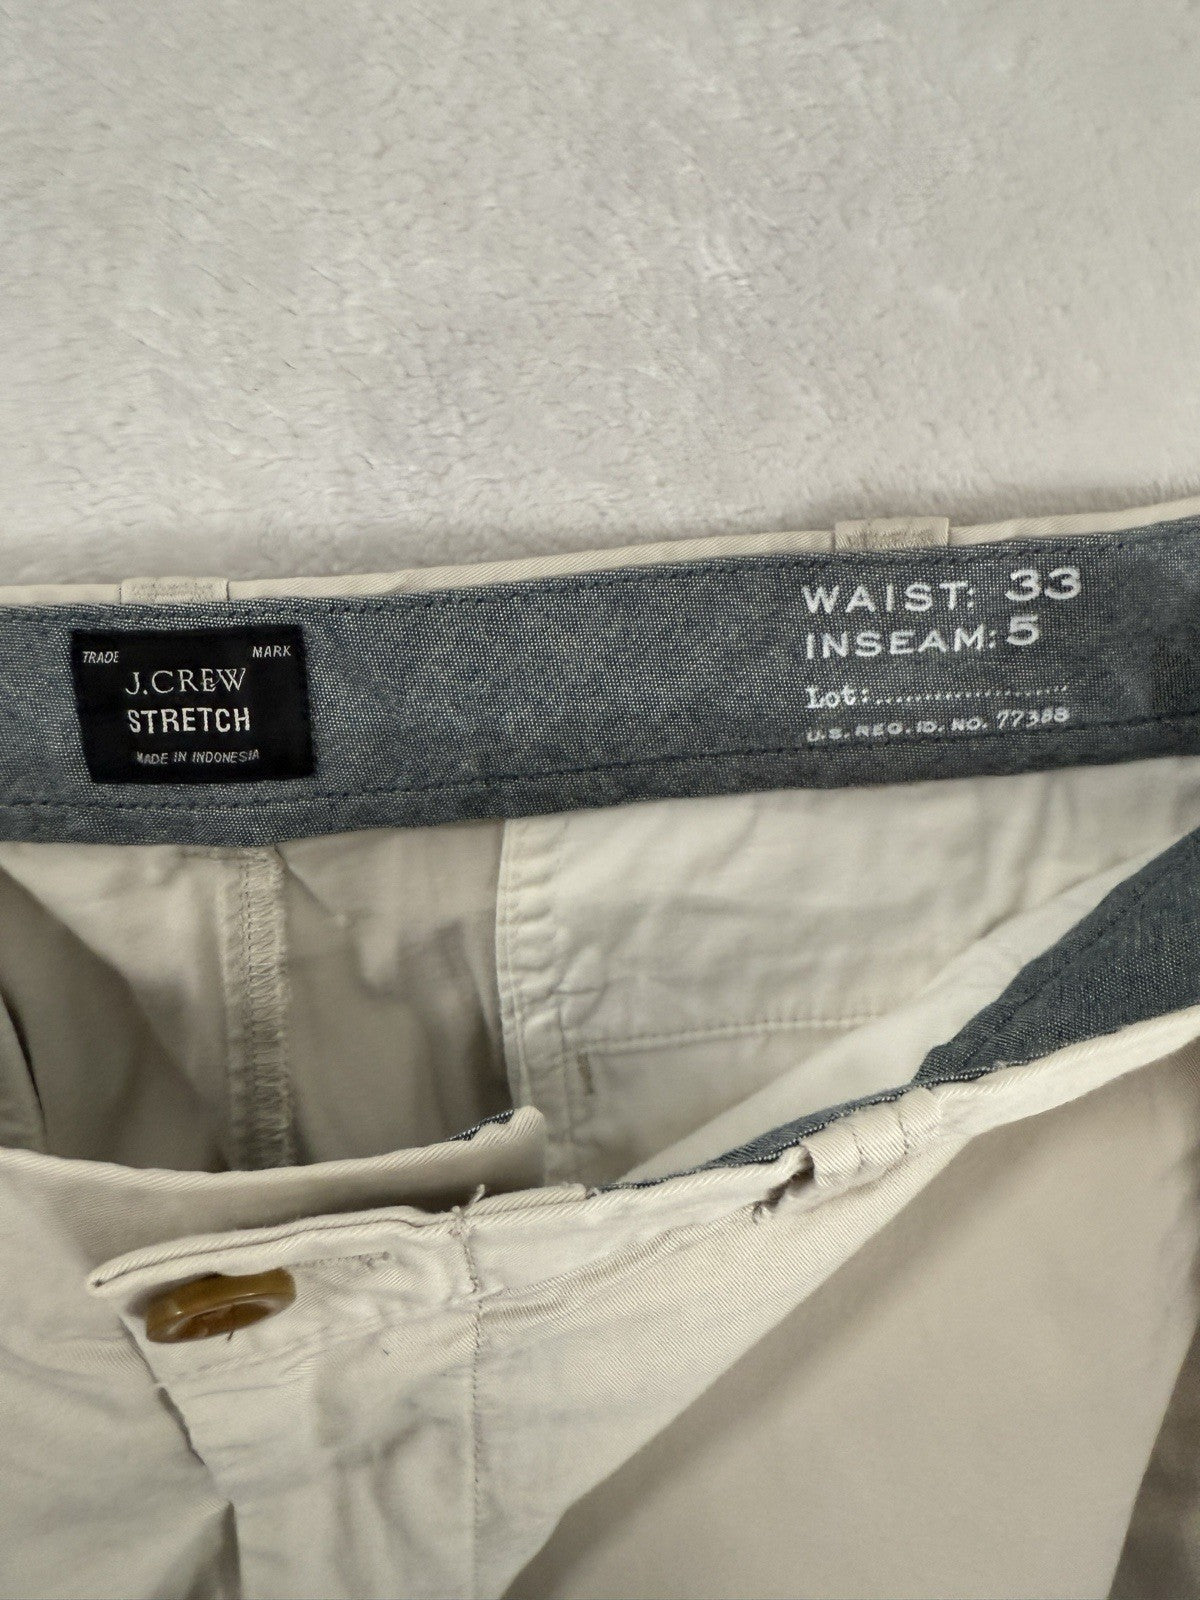 TRADE MARK
J.CREW
STRETCH
MADE IN INDONESIA
WAIST: 33
INSEAM: 5
Lot:........................
U.S. REG. ID. NO. 77388